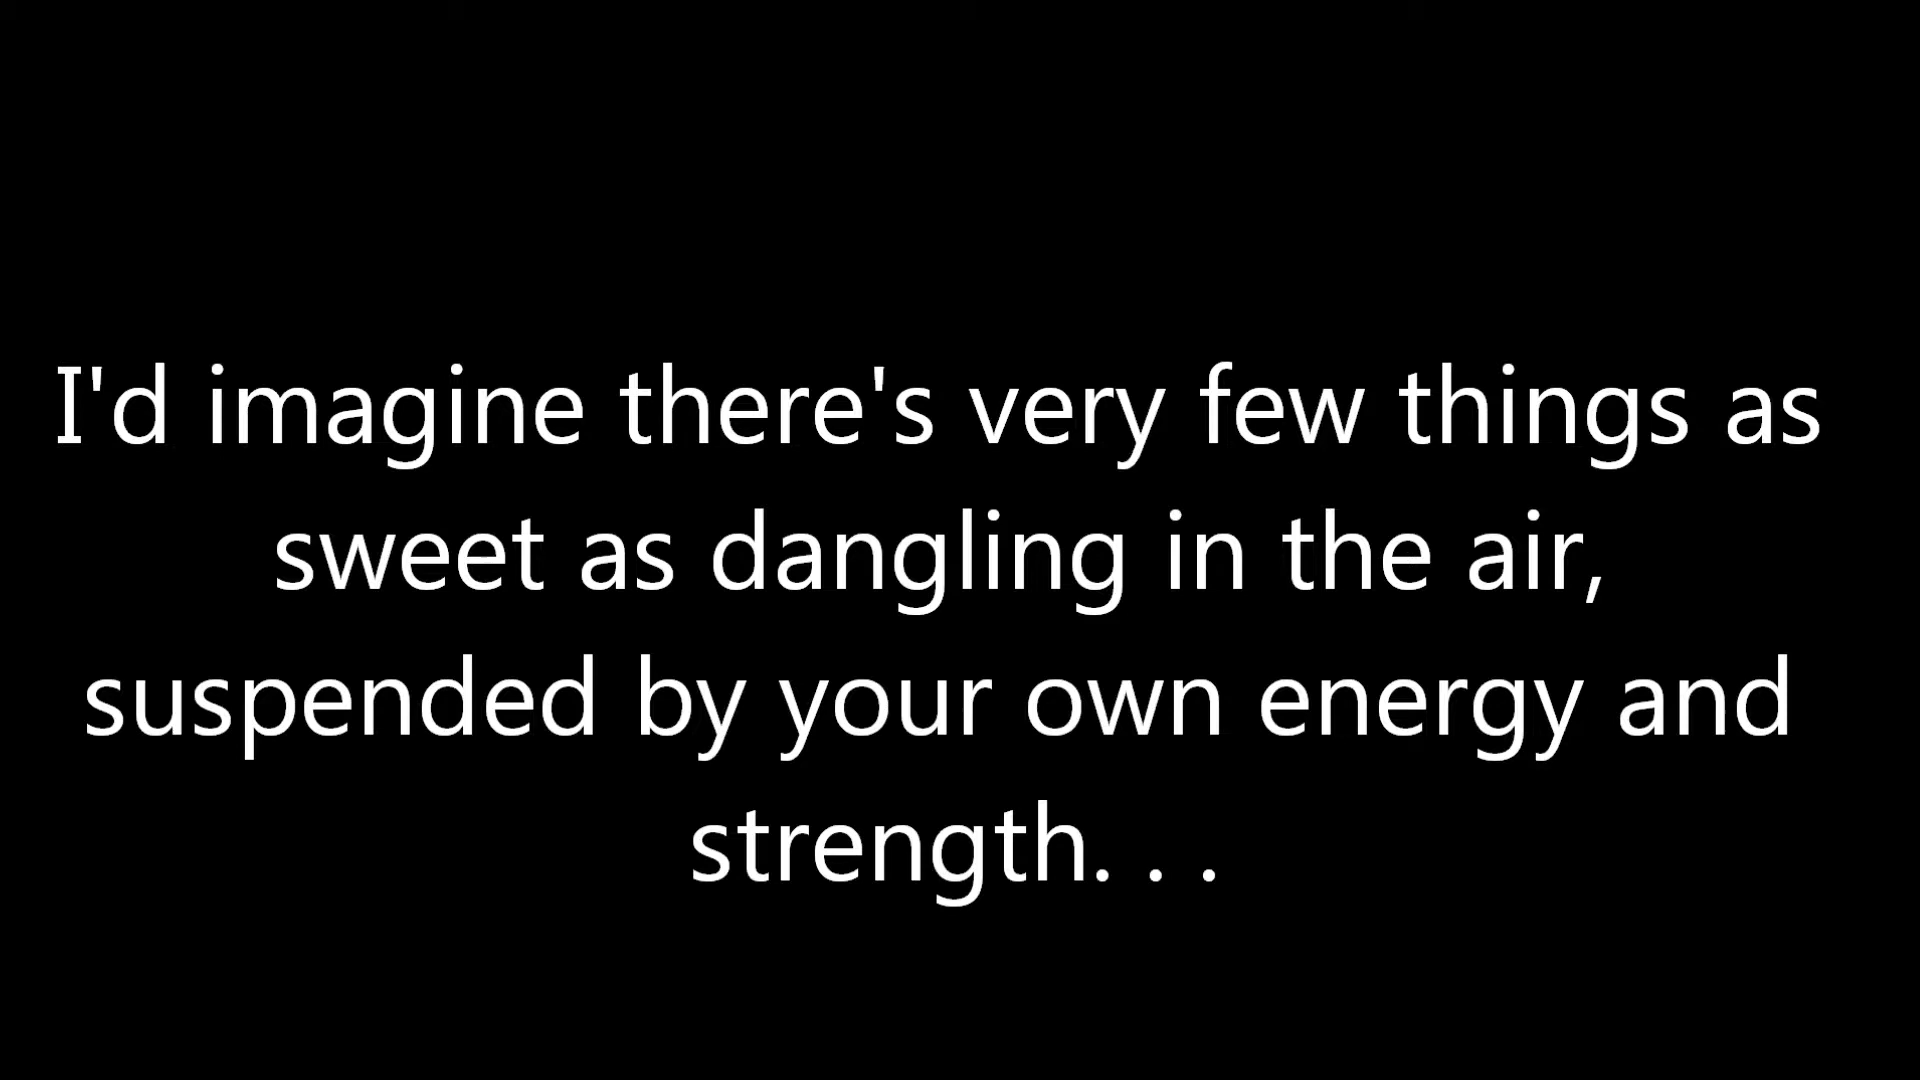 I'd imagine there's very few things as
sweet as dangling in the air,
suspended by your own energy and
strength. . .